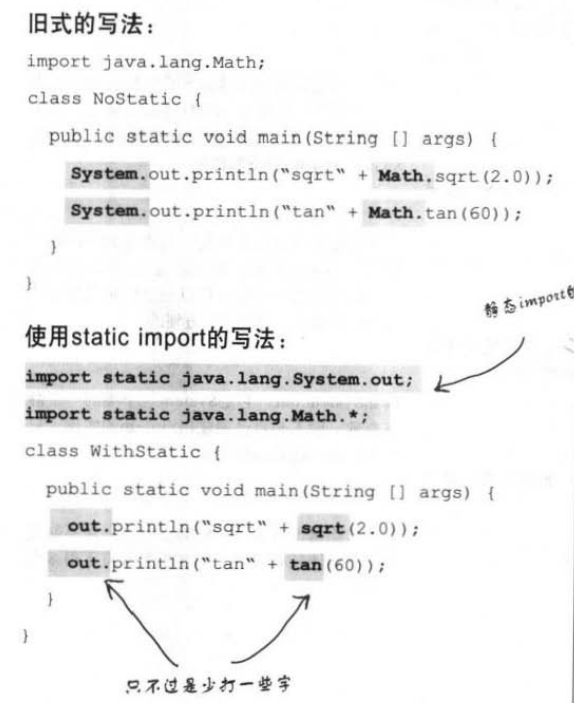 旧式的写法：
import java.lang.Math;
class NoStatic {
public static void main(String [] args) {
System.out.println("sqrt" + Math.sqrt(2.0));
System.out.println("tan" + Math.tan(60));
}
}
静态import的
使用static import的写法：
import static java.lang.System.out;
import static java.lang.Math.*;
class WithStatic {
public static void main(String [] args) {
out.println("sqrt" + sqrt(2.0));
out.println("tan" + tan(60));
}
}
只不过是少打一些字